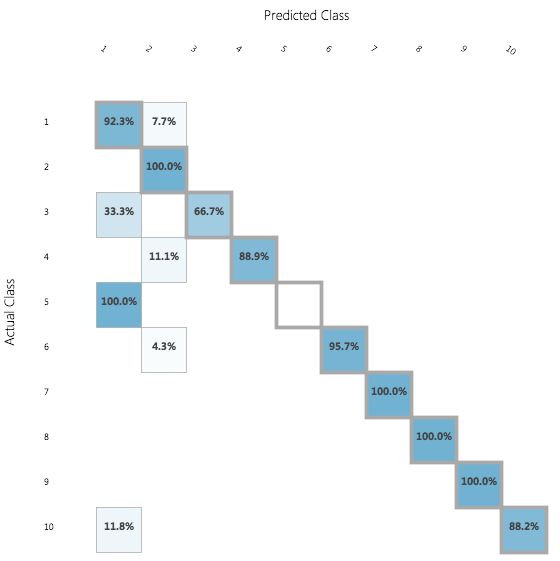 Predicted Class
1 2 3 4 5 6 7 8 9 10
1 92.3% 7.7%
2 100.0%
3 33.3% 66.7%
4 11.1% 88.9%
Actual Class
5 100.0%
6 4.3% 95.7%
7 100.0%
8 100.0%
9 100.0%
10 11.8% 88.2%